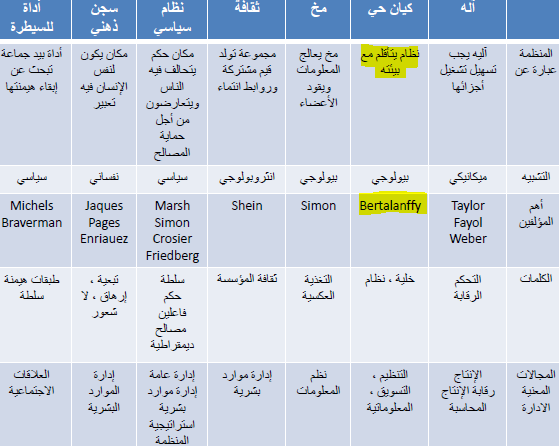 آله
كيان حي
مخ
ثقافة
نظام
سياسي
سجن
ذهني
أداة
للسيطرة
المنظمة
عبارة عن
آليه يجب
تسهيل تشغيل
أجزائها
نظام يتأقلم مع
بيئته
مخ يعالج
المعلومات
ويقود
الأعضاء
مجموعة تولد
قيم مشتركة
وروابط انتماء
مكان حكم
يتحالف فيه
الناس
ويتعارضون
من أجل
حماية
المصالح
مكان يكون
لنفس
الإنسان فيه
تعبير
أداة بيد جماعة
تبحث عن
إبقاء هيمنتها
التشبيه
ميكانيكي
بيولوجي
بيولوجي
انثروبولوجي
سياسي
نفساني
سياسي
أهم
المؤلفين
Taylor
Fayol
Weber
Bertalanffy
Simon
Shein
Marsh
Simon
Crosier
Friedberg
Jaques
Pages
Enriauez
Michels
Braverman
الكلمات
التحكم
الرقابة
خلية ، نظام
التغذية
العكسية
ثقافة المؤسسة
سلطة
حكم
فاعلين
مصالح
ديمقراطية
تبعية ،
إرهاق ، لا
شعور
طبقات هيمنة
سلطة
المجالات
المعنية
الادارة
الإنتاج
رقابة الإنتاج
المحاسبة
التنظيم ،
التسويق ،
المعلوماتية
نظم
المعلومات
إدارة موارد
بشرية
إدارة عامة
إدارة موارد
بشرية
استراتيجية
المنظمة
إدارة
الموارد
البشرية
العلاقات
الاجتماعية